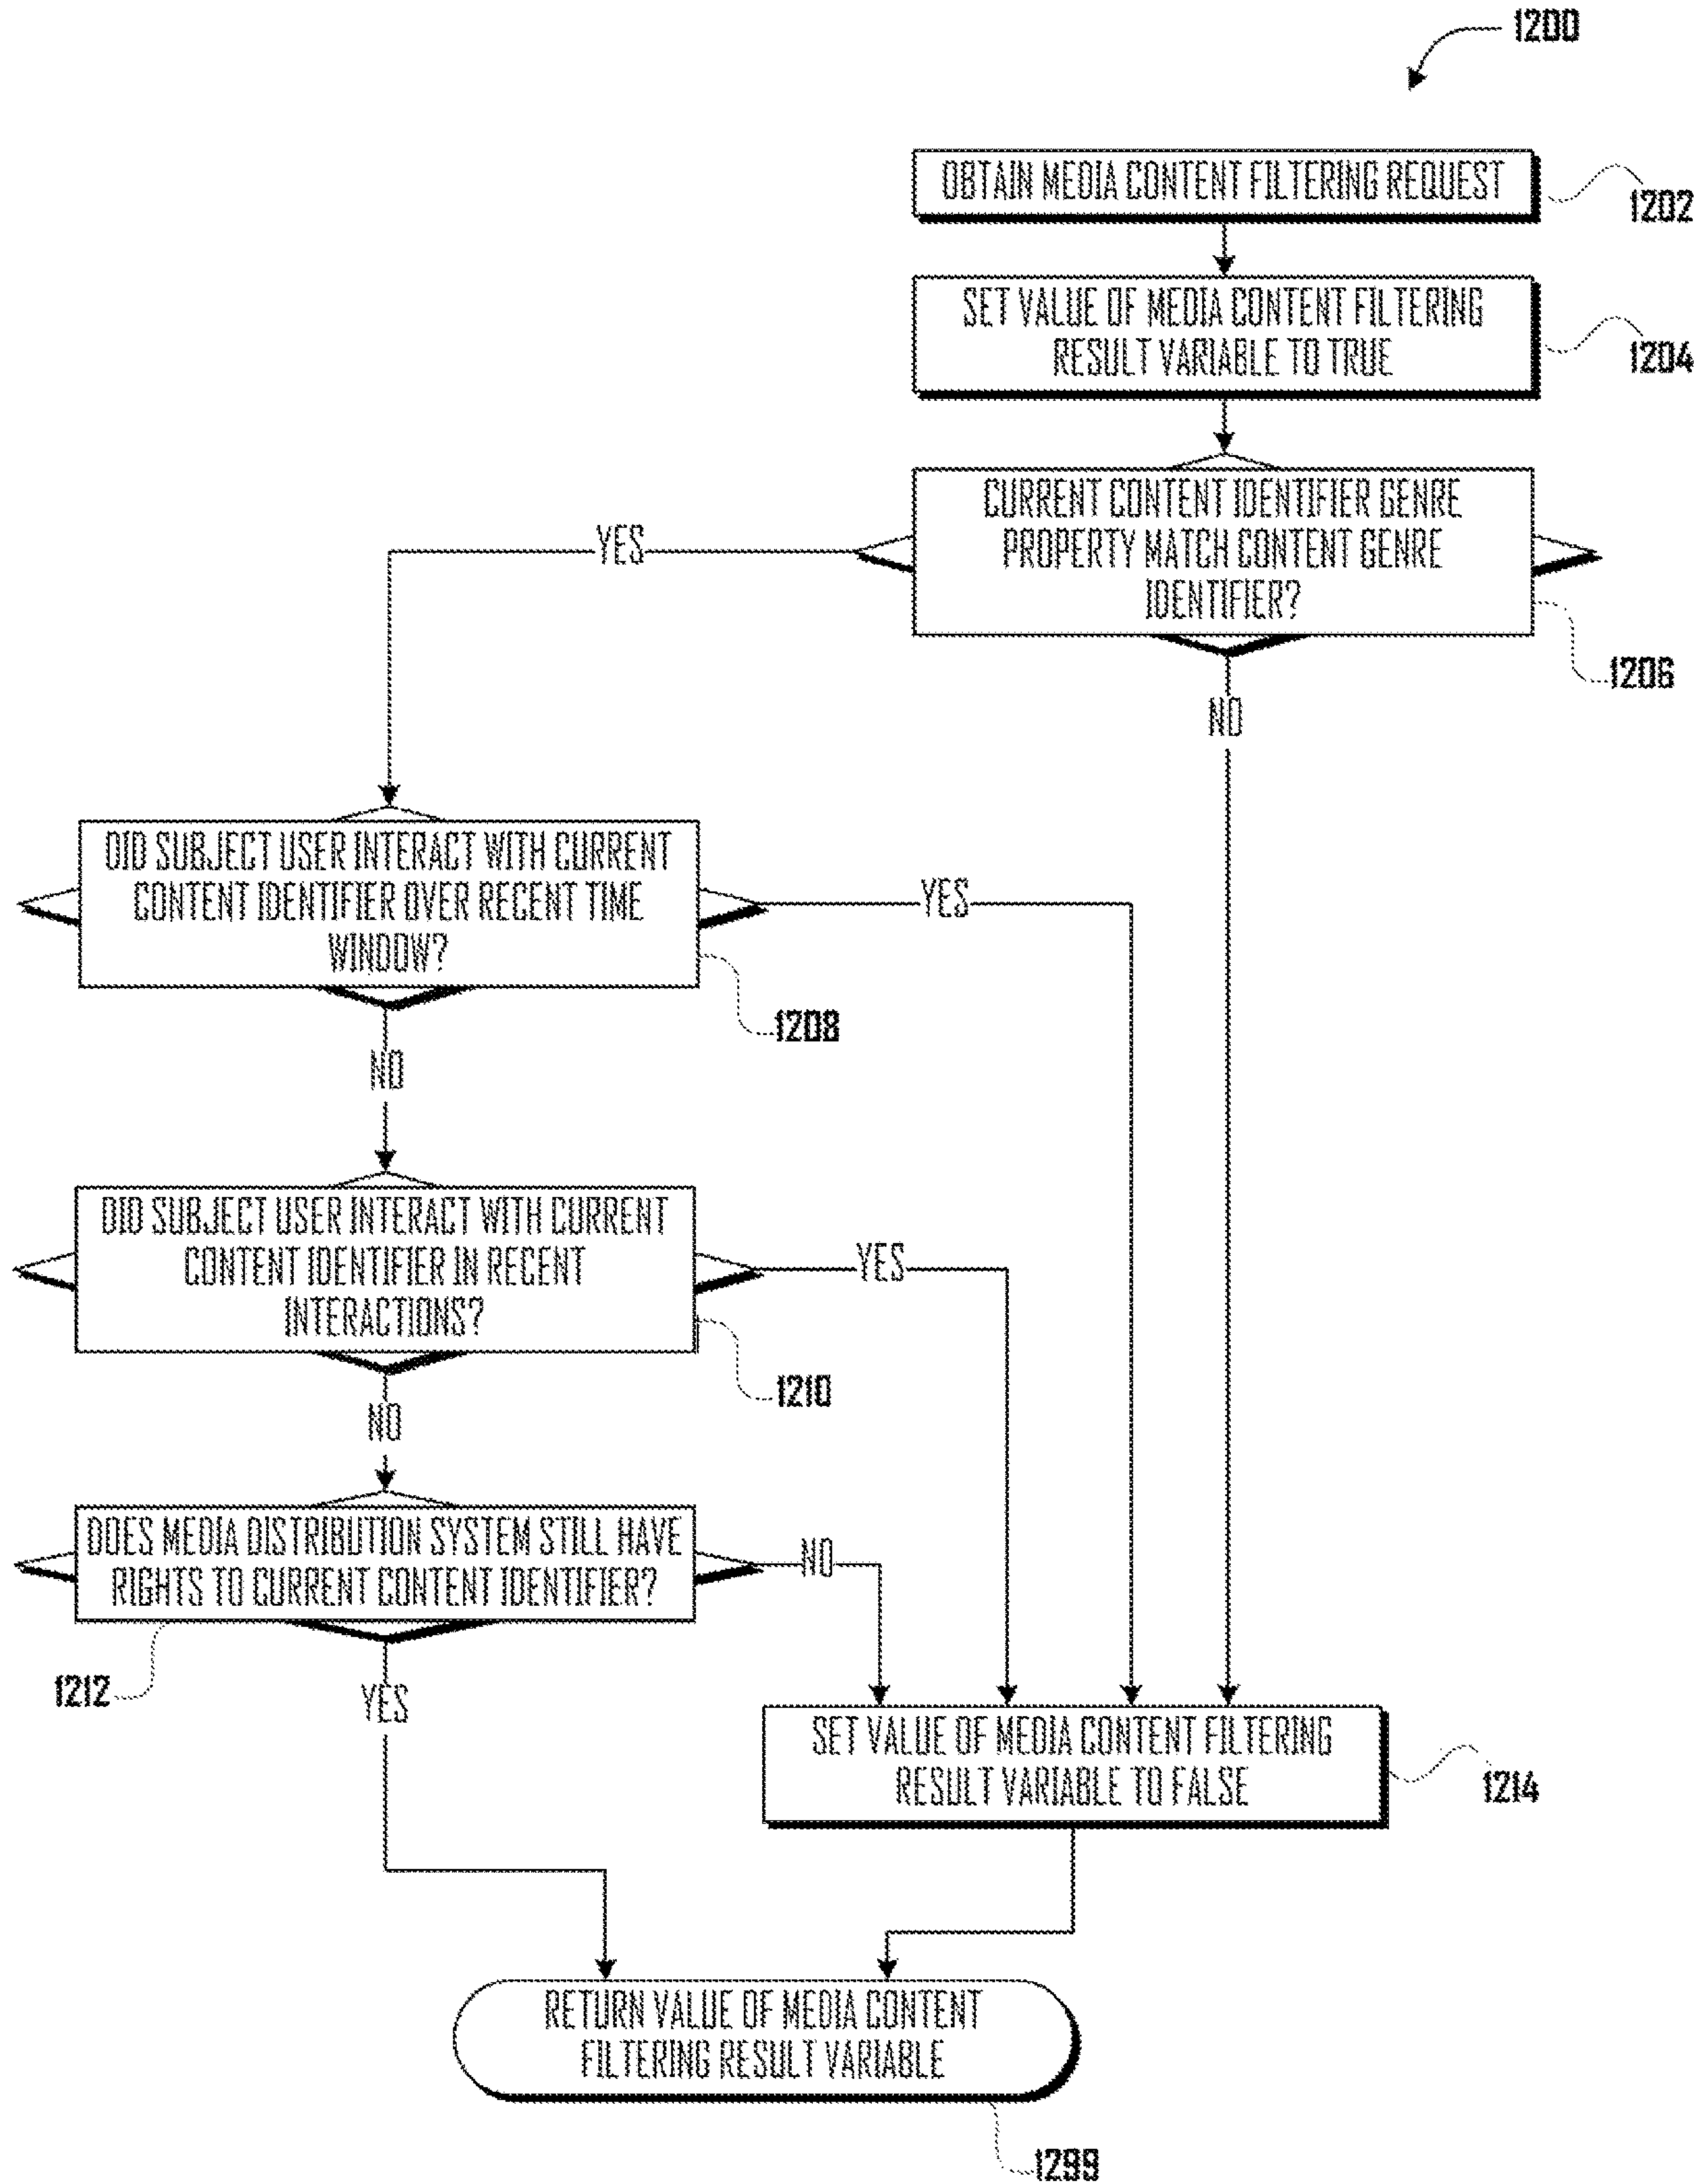 1200
OBTAIN MEDIA CONTENT FILTERING REQUEST
1202
SET VALUE OF MEDIA CONTENT FILTERING
RESULT VARIABLE TO TRUE
1204
CURRENT CONTENT IDENTIFIER GENRE
PROPERTY MATCH CONTENT GENRE
IDENTIFIER?
1206
YES
NO
DID SUBJECT USER INTERACT WITH CURRENT
CONTENT IDENTIFIER OVER RECENT TIME
WINDOW?
1208
YES
NO
DID SUBJECT USER INTERACT WITH CURRENT
CONTENT IDENTIFIER IN RECENT
INTERACTIONS?
1210
YES
NO
DOES MEDIA DISTRIBUTION SYSTEM STILL HAVE
RIGHTS TO CURRENT CONTENT IDENTIFIER?
1212
NO
YES
SET VALUE OF MEDIA CONTENT FILTERING
RESULT VARIABLE TO FALSE
1214
RETURN VALUE OF MEDIA CONTENT
FILTERING RESULT VARIABLE
1299